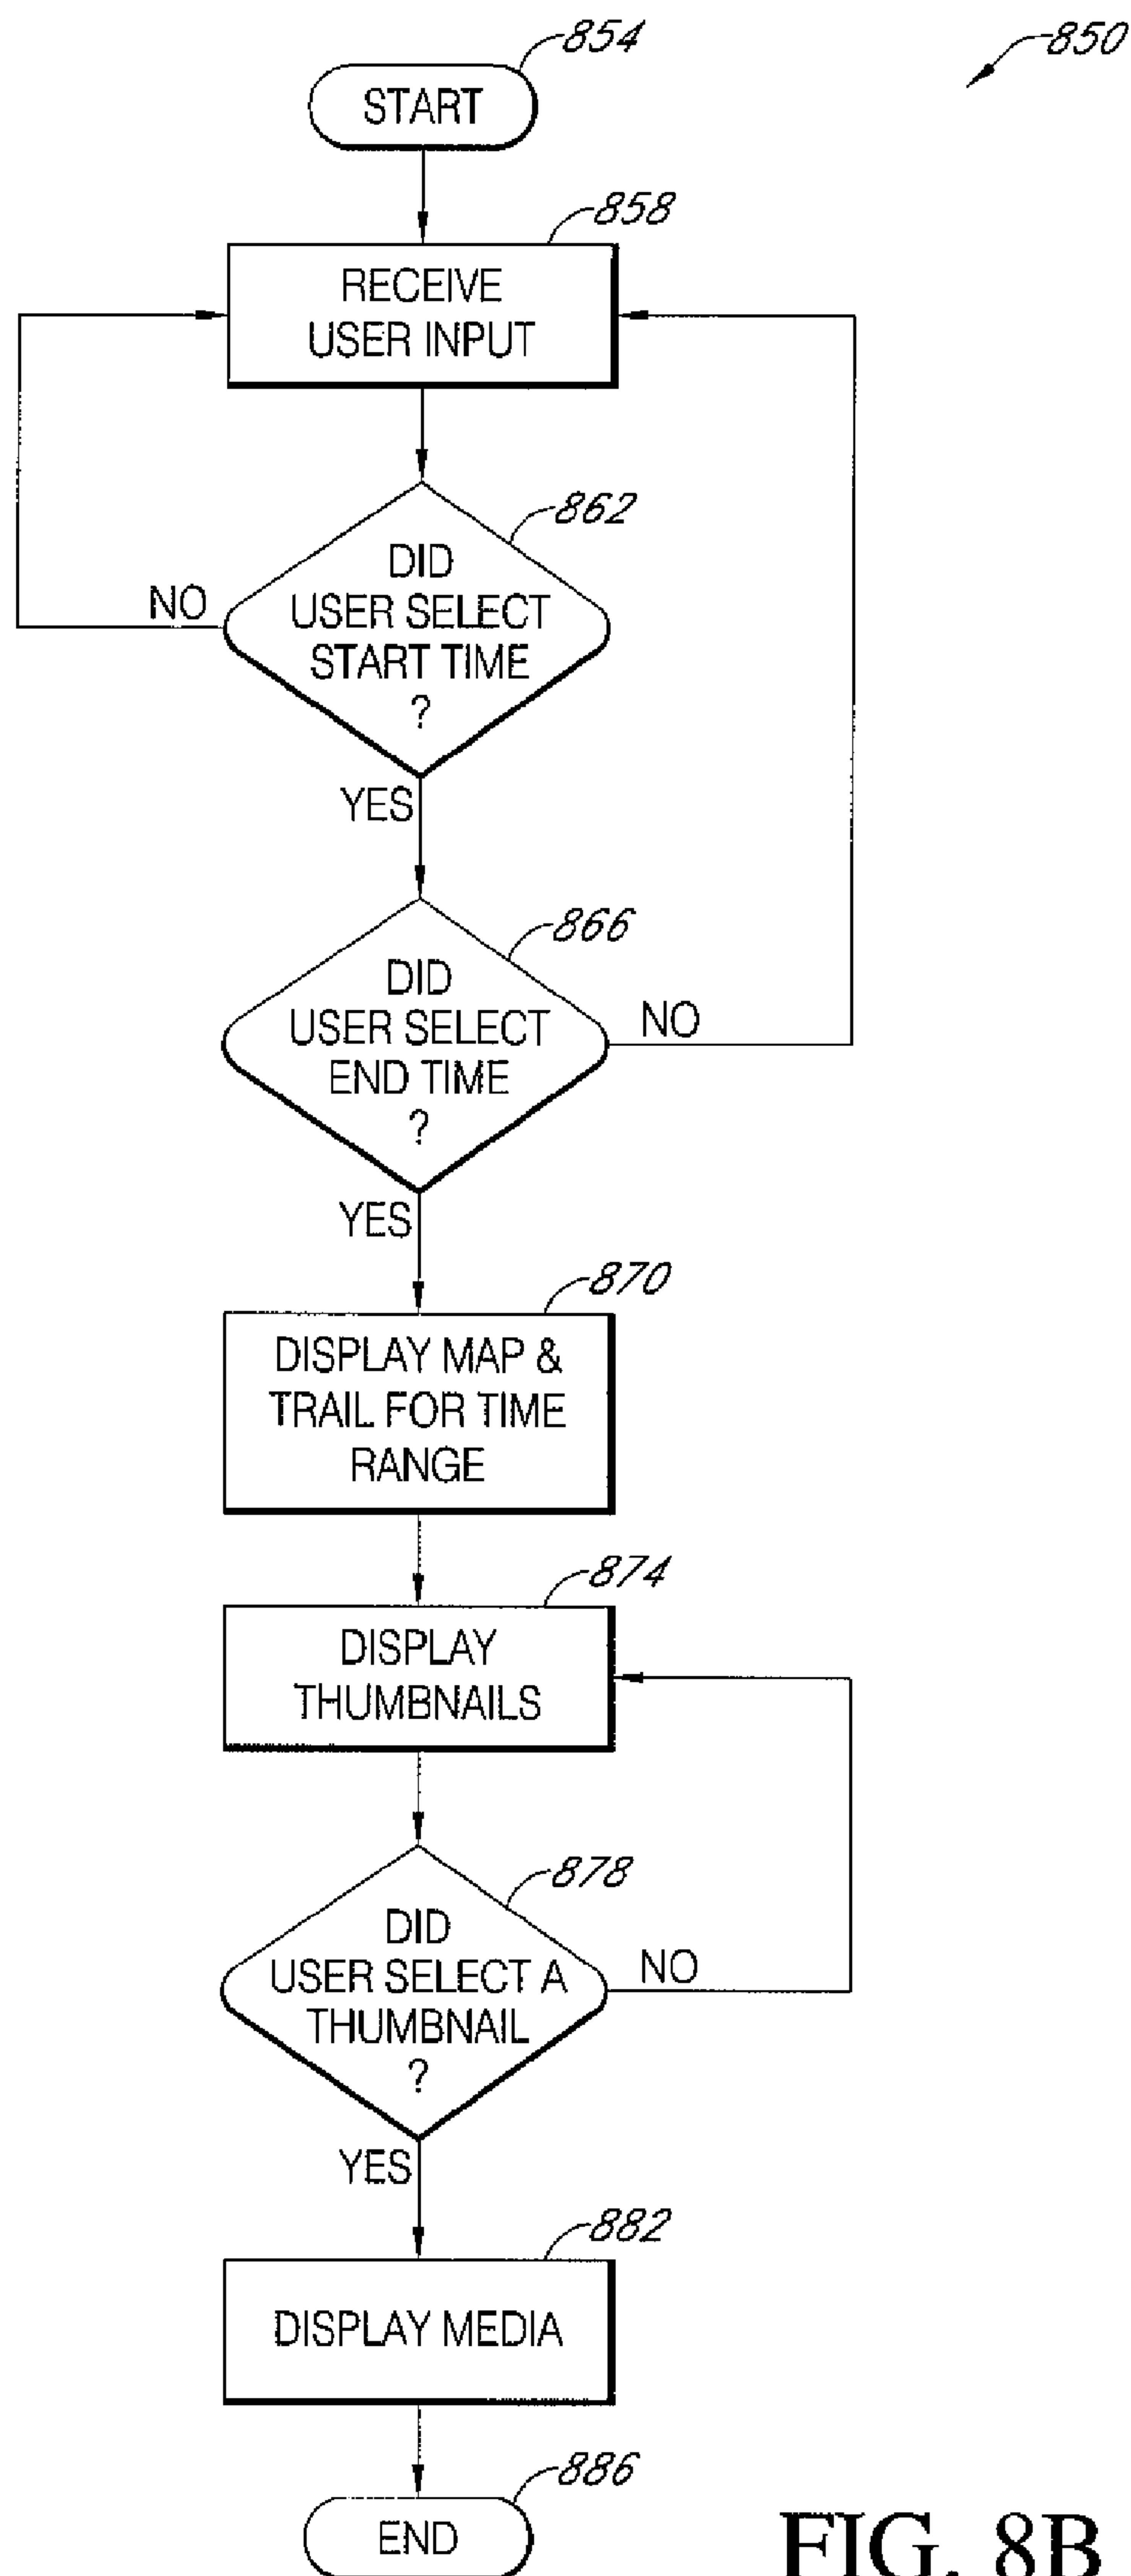 854
850
START
858
RECEIVE
USER INPUT
862
DID
USER SELECT
START TIME
?
NO
YES
866
DID
USER SELECT
END TIME
?
NO
YES
870
DISPLAY MAP &
TRAIL FOR TIME
RANGE
874
DISPLAY
THUMBNAILS
878
DID
USER SELECT A
THUMBNAIL
?
NO
YES
882
DISPLAY MEDIA
886
END
FIG. 8B